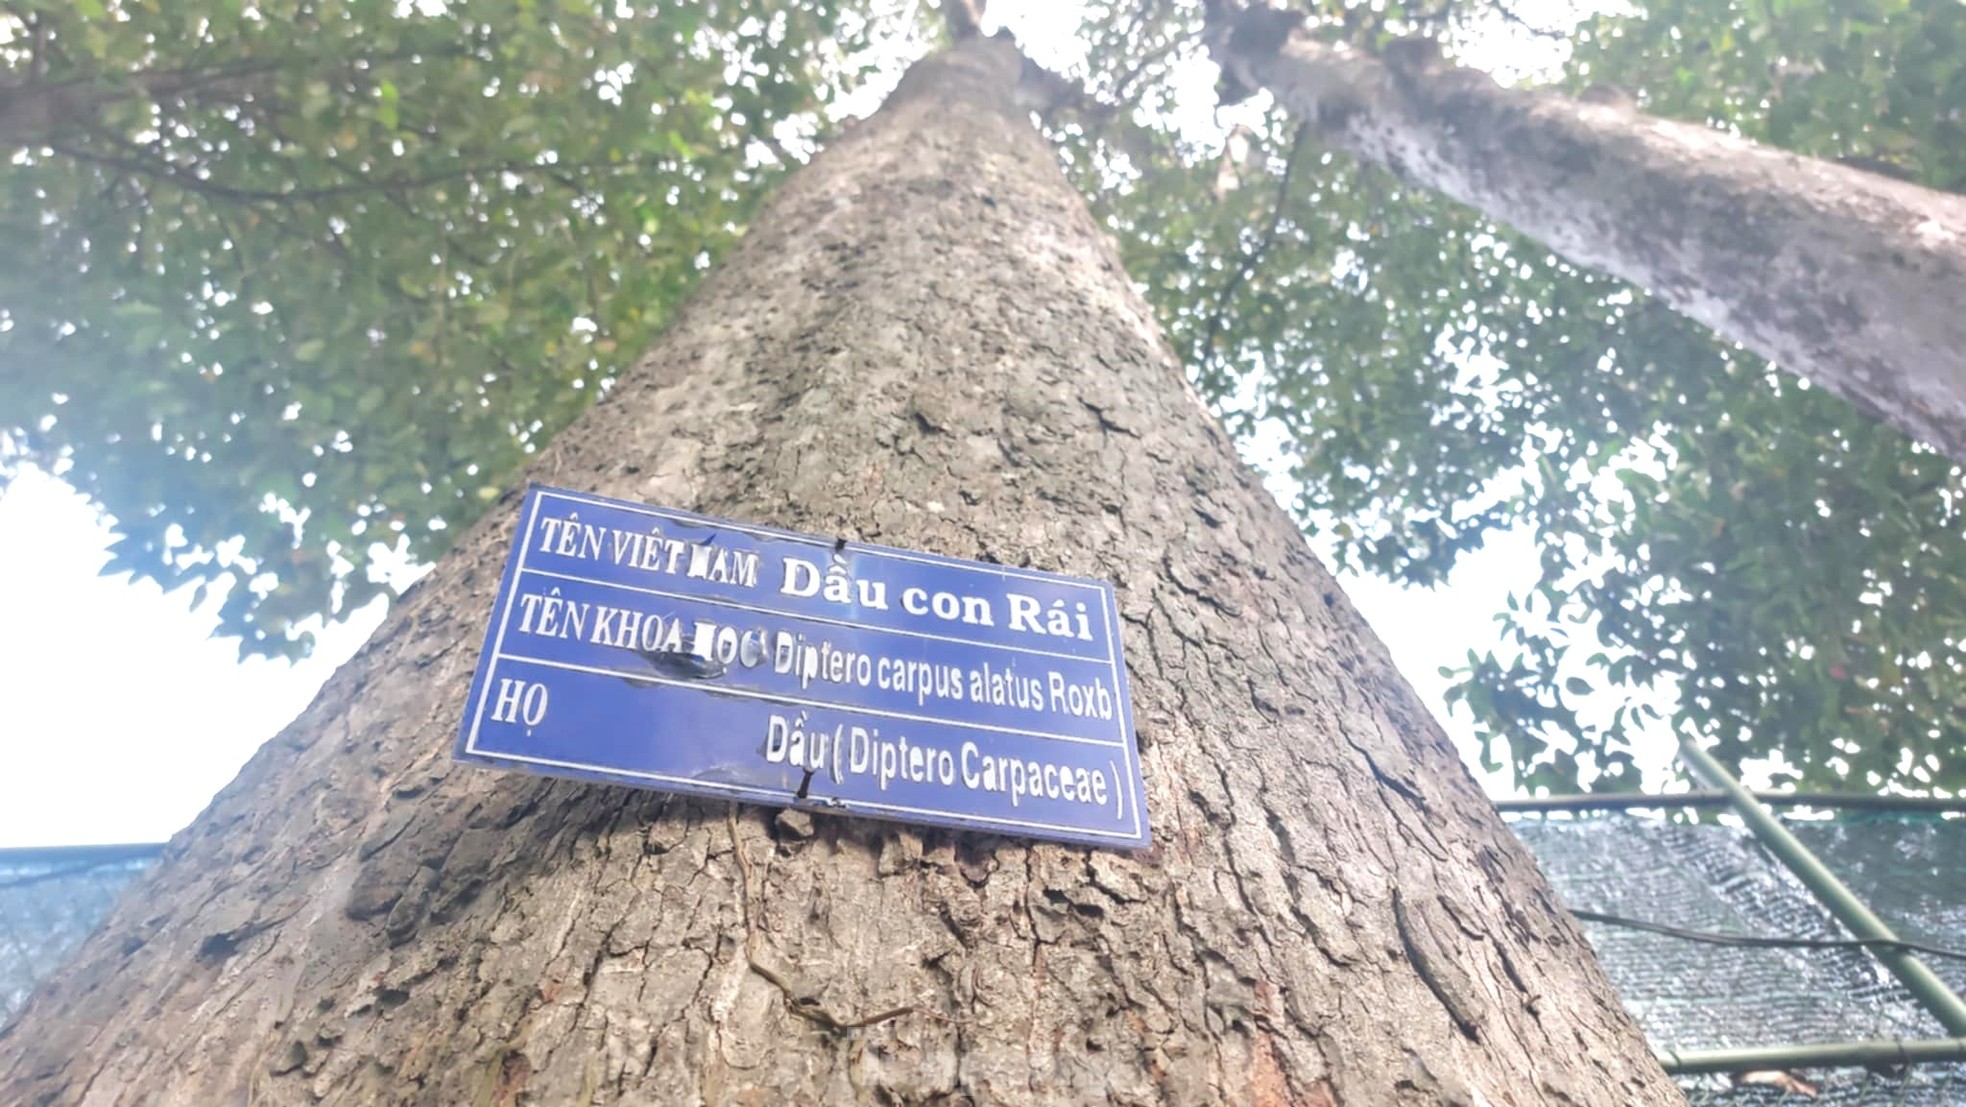 TÊN VIỆT NAM Dầu con Rái
TÊN KHOA HỌC Diptero carpus alatus Roxb
HỌ Dầu ( Diptero Carpaceae )